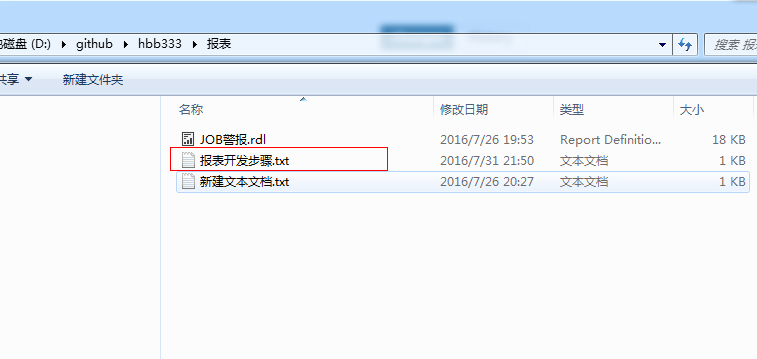 磁盘 (D:) github hbb333 报表 搜索 报
共享 新建文件夹
名称 修改日期 类型 大小
JOB警报.rdl 2016/7/26 19:53 Report Definitio... 18 KB
报表开发步骤.txt 2016/7/31 21:50 文本文档 1 KB
新建文本文档.txt 2016/7/26 20:27 文本文档 1 KB